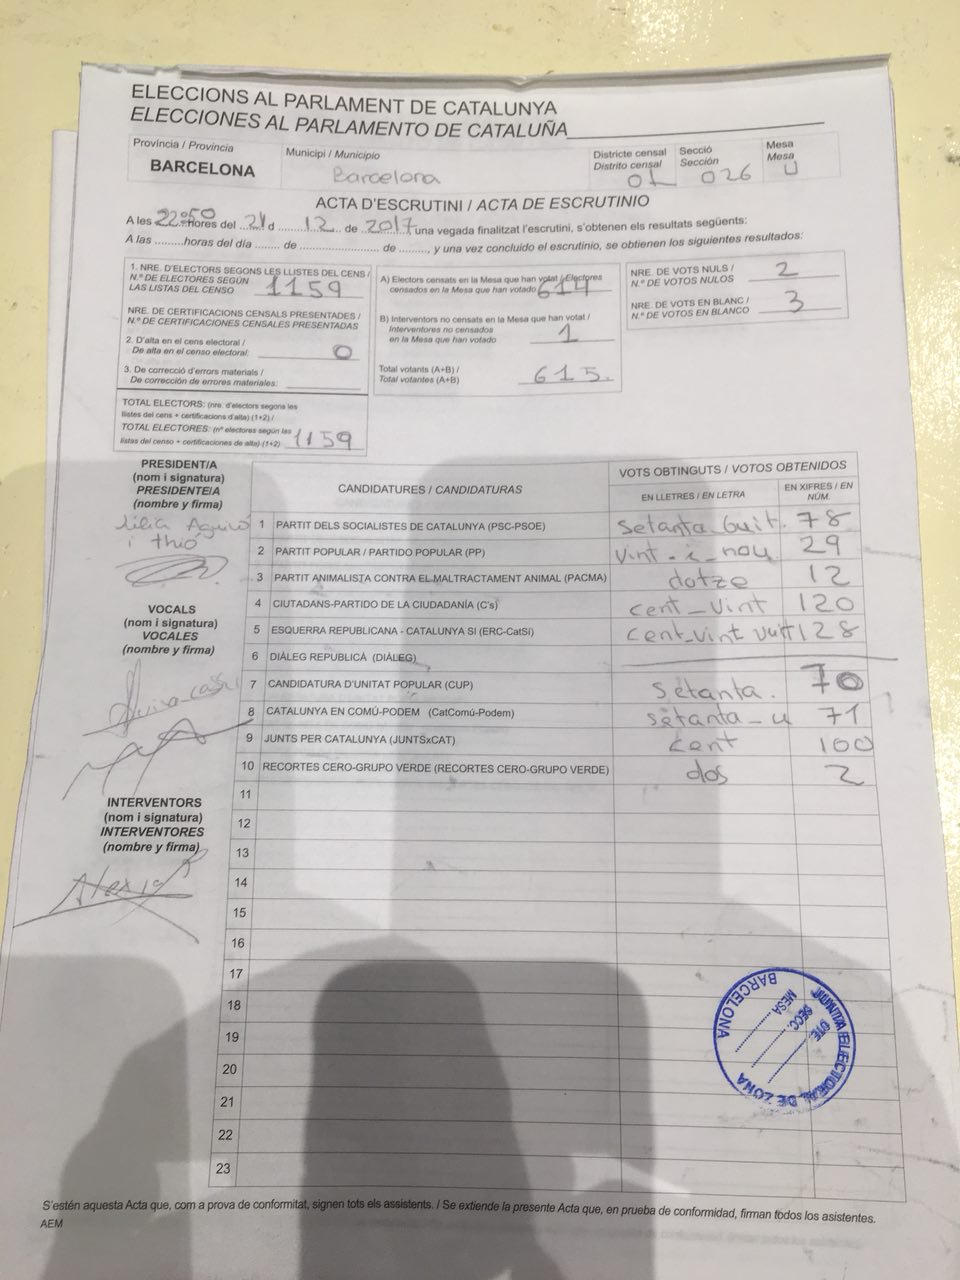 ELECCIONS AL PARLAMENT DE CATALUNYA
ELECCIONES AL PARLAMENTO DE CATALUÑA
Província / Provincia
BARCELONA
Municipi / Municipio
Barcelona
Districte censal
Distrito censal
01
Secció
Sección
026
Mesa
Mesa
U
ACTA D'ESCRUTINI / ACTA DE ESCRUTINIO
A les 22:50 hores del 21 d ... 12 ... de 2017 una vegada finalitzat l'escrutini, s'obtenen els resultats següents:
A las .........horas del día ....... de ...................... de ........, y una vez concluido el escrutinio, se obtienen los siguientes resultados:
1. NRE. D'ELECTORS SEGONS LES LLISTES DEL CENS /
N.º DE ELECTORES SEGÚN
LAS LISTAS DEL CENSO 1159
NRE. DE CERTIFICACIONS CENSALS PRESENTADES /
N.º DE CERTIFICACIONES CENSALES PRESENTADAS
2. D'alta en el cens electoral /
De alta en el censo electoral: 0
3. De correcció d'errors materials /
De corrección de errores materiales:
TOTAL ELECTORS: (nre. d'electors segons les
llistes del cens + certificacions d'alta) (1+2) /
TOTAL ELECTORES: (nº electores según las
listas del censo + certificaciones de alta) (1+2) 1159
A) Electors censats en la Mesa que han votat / Electores
censados en la Mesa que han votado 614
B) Interventors no censats en la Mesa que han votat /
Interventores no censados
en la Mesa que han votado 1
Total votants (A+B) /
Total votantes (A+B) 615
NRE. DE VOTS NULS /
N.º DE VOTOS NULOS 2
NRE. DE VOTS EN BLANC /
N.º DE VOTOS EN BLANCO 3
PRESIDENT/A
(nom i signatura)
PRESIDENTE/A
(nombre y firma)
i Thió
VOCALS
(nom i signatura)
VOCALES
(nombre y firma)
INTERVENTORS
(nom i signatura)
INTERVENTORES
(nombre y firma)
CANDIDATURES / CANDIDATURAS
VOTS OBTINGUTS / VOTOS OBTENIDOS
EN LLETRES / EN LETRA
EN XIFRES / EN NÚM.
1 PARTIT DELS SOCIALISTES DE CATALUNYA (PSC-PSOE) Setanta_buit. 78
2 PARTIT POPULAR / PARTIDO POPULAR (PP) vint_i_nou 29
3 PARTIT ANIMALISTA CONTRA EL MALTRACTAMENT ANIMAL (PACMA) dotze 12
4 CIUTADANS-PARTIDO DE LA CIUDADANÍA (C's) cent_vint 120
5 ESQUERRA REPUBLICANA - CATALUNYA SI (ERC-CatSí) cent_vint vuit 128
6 DIÀLEG REPUBLICÀ (DIÀLEG)
7 CANDIDATURA D'UNITAT POPULAR (CUP) setanta. 70
8 CATALUNYA EN COMÚ-PODEM (CatComú-Podem) setanta_u 71
9 JUNTS PER CATALUNYA (JUNTSxCAT) cent 100
10 RECORTES CERO-GRUPO VERDE (RECORTES CERO-GRUPO VERDE) dos 2
11
12
13
14
15
16
17
18
19
20
21
22
23
JUNTA ELECTORAL DE ZONA
BARCELONA
DTE.
SECC.
MESA
S'estén aquesta Acta que, com a prova de conformitat, signen tots els assistents. / Se extiende la presente Acta que, en prueba de conformidad, firman todos los asistentes.
AEM